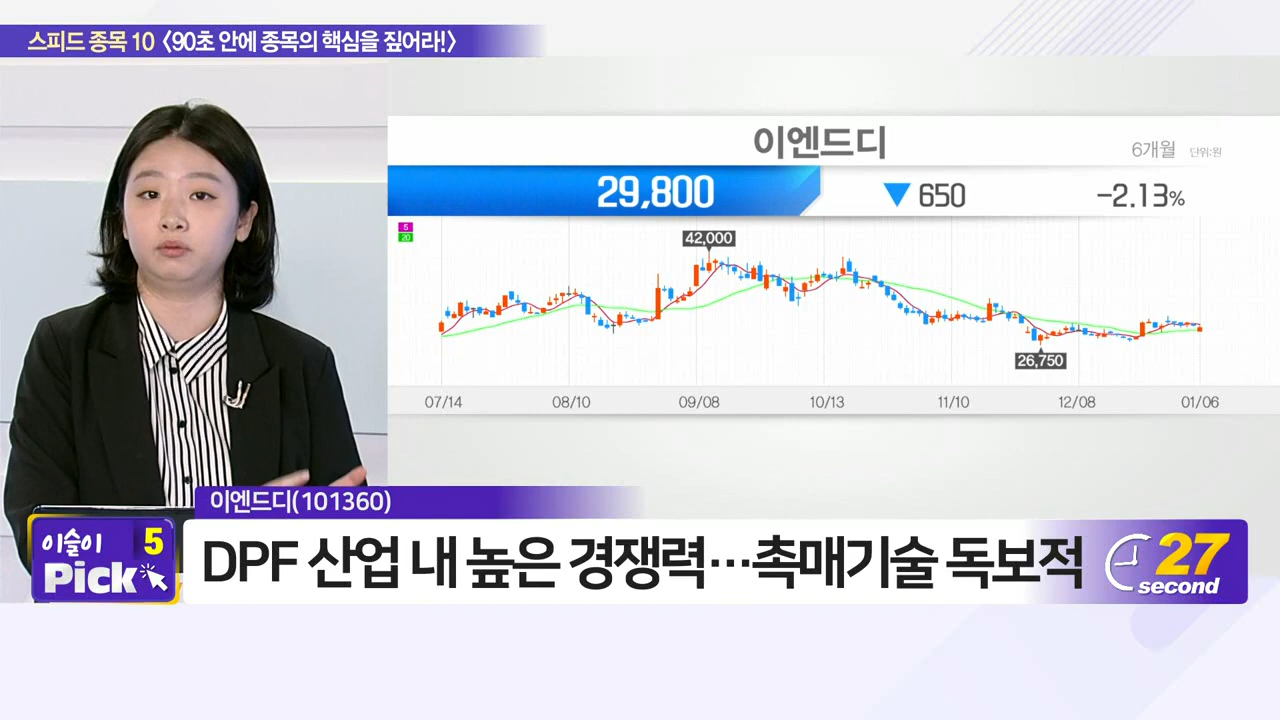 스피드 종목 10 <90초 안에 종목의 핵심을 짚어라!>
이엔드디
6개월 단위:원
29,800 ▼ 650 -2.13%
5
20
42,000
26,750
07/14 08/10 09/08 10/13 11/10 12/08 01/06
이엔드디(101360)
이슬이 5
Pick
DPF 산업 내 높은 경쟁력…촉매기술 독보적
27
second